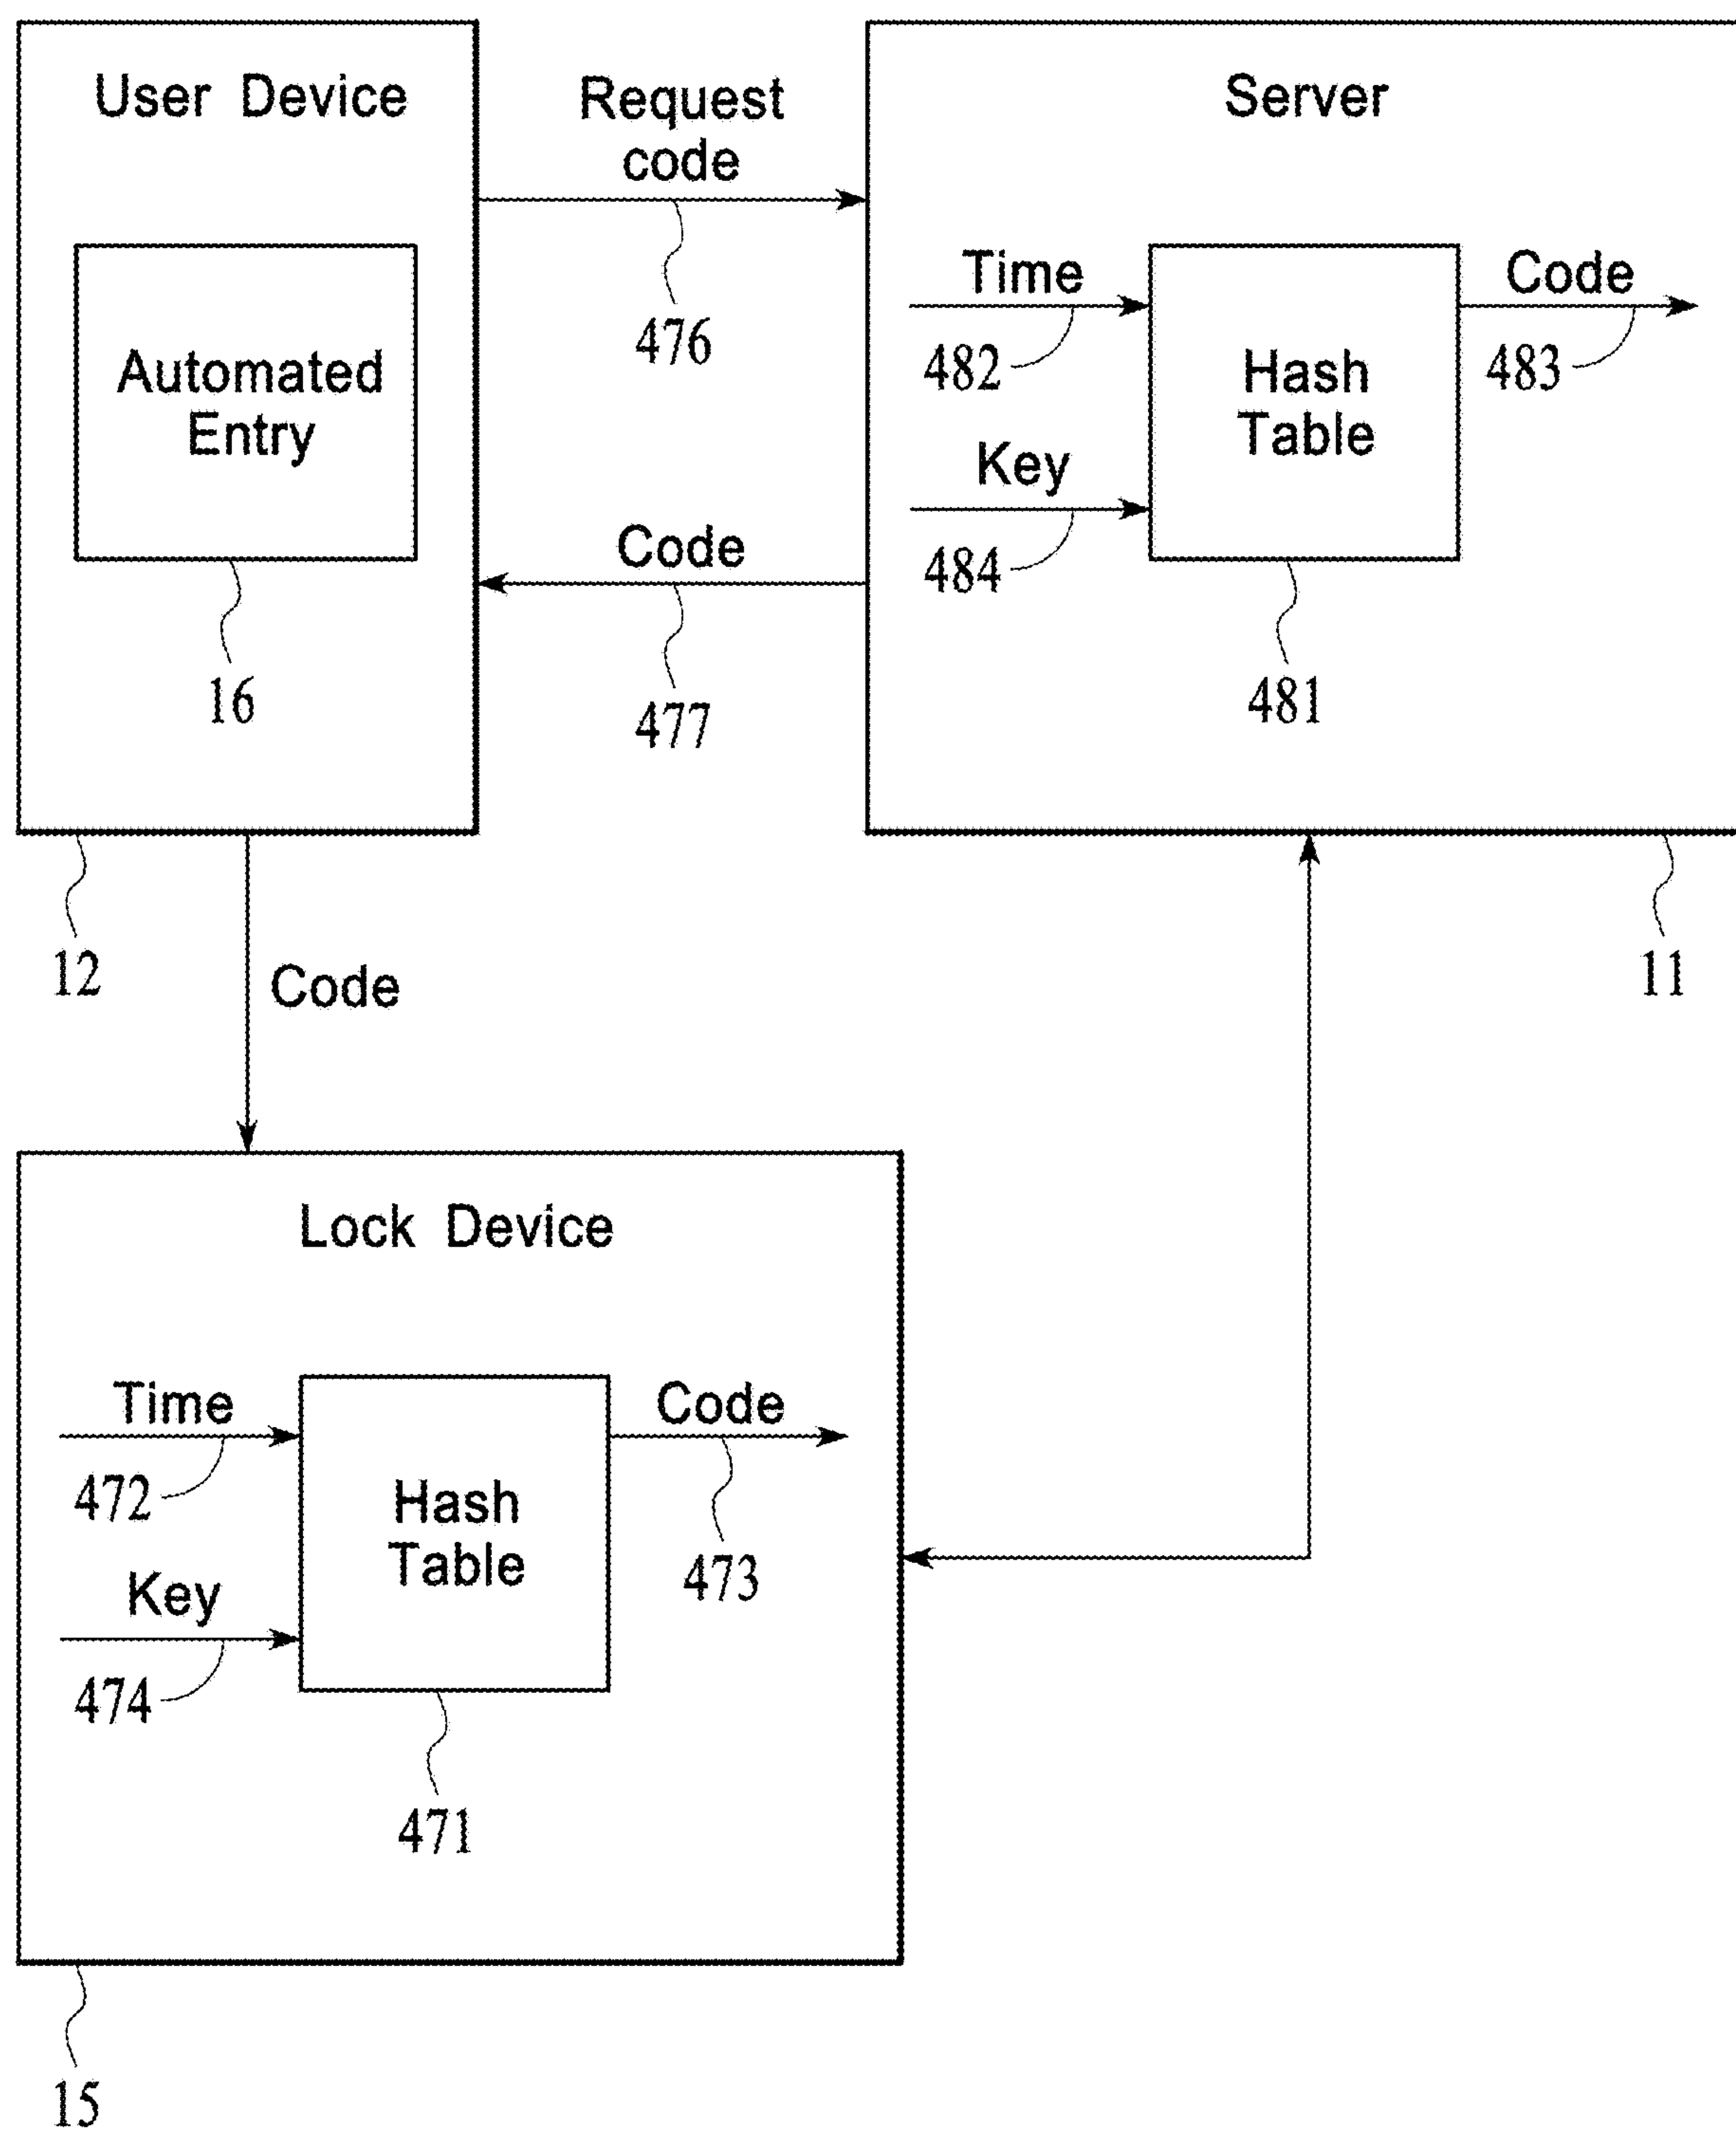 User Device
Request
code
Server
Automated
Entry
476
Time
482
Hash
Table
Code
483
Key
484
Code
16
477
481
12
Code
11
Lock Device
Time
472
Hash
Table
Code
473
Key
474
471
15